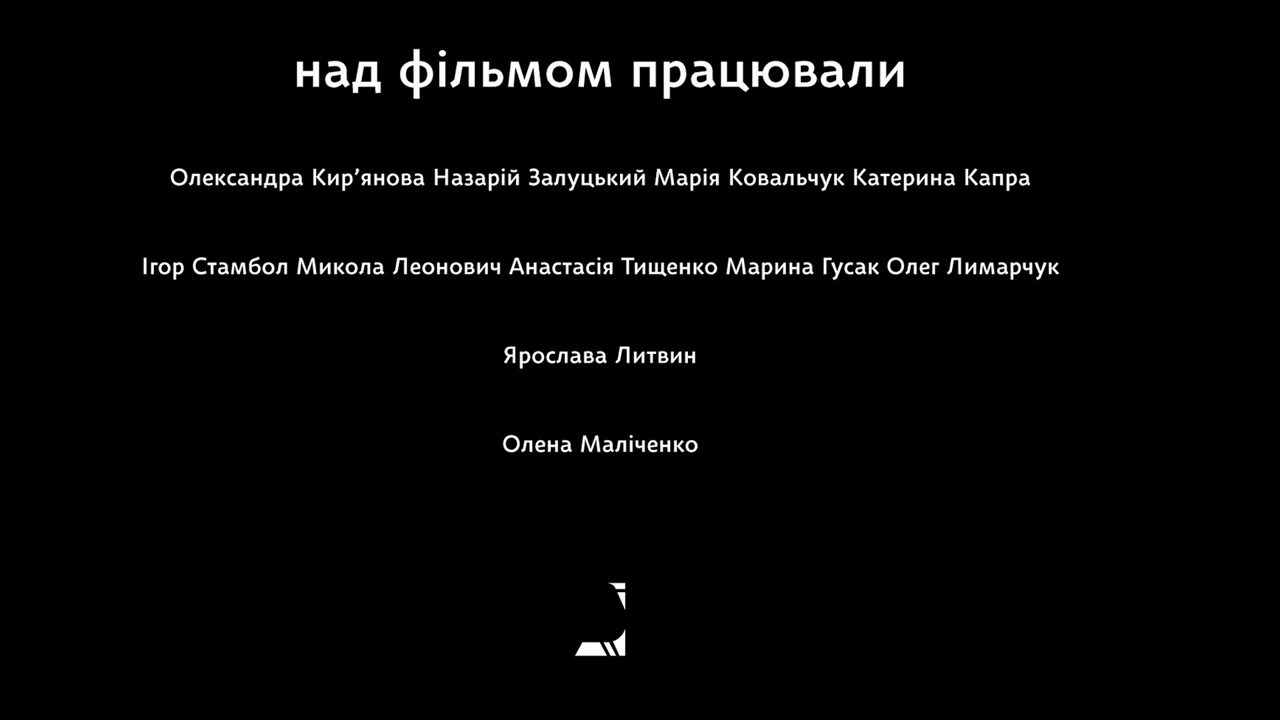 над фільмом працювали
Олександра Кир’янова Назарій Залуцький Марія Ковальчук Катерина Капра
Ігор Стамбол Микола Леонович Анастасія Тищенко Марина Гусак Олег Лимарчук
Ярослава Литвин
Олена Маліченко